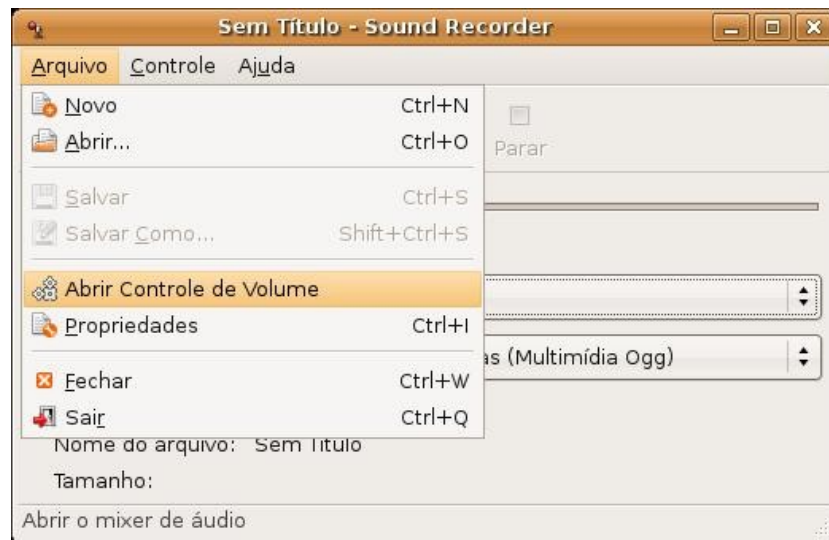 Sem Título - Sound Recorder
Arquivo Controle Ajuda
Novo Ctrl+N
Abrir... Ctrl+O
Parar
Salvar Ctrl+S
Salvar Como... Shift+Ctrl+S
Abrir Controle de Volume
Propriedades Ctrl+I
as (Multimídia Ogg)
Fechar Ctrl+W
Sair Ctrl+Q
Nome do arquivo: Sem Título
Tamanho:
Abrir o mixer de áudio